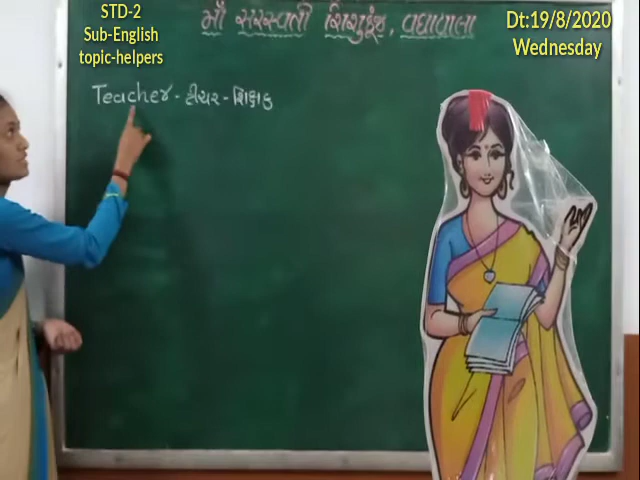 STD-2
Sub-English
topic-helpers
માઁ સરસ્વતી શિશુકુંજ, વઘાવાલા
Dt:19/8/2020
Wednesday
Teacher - ટીચર - શિક્ષક